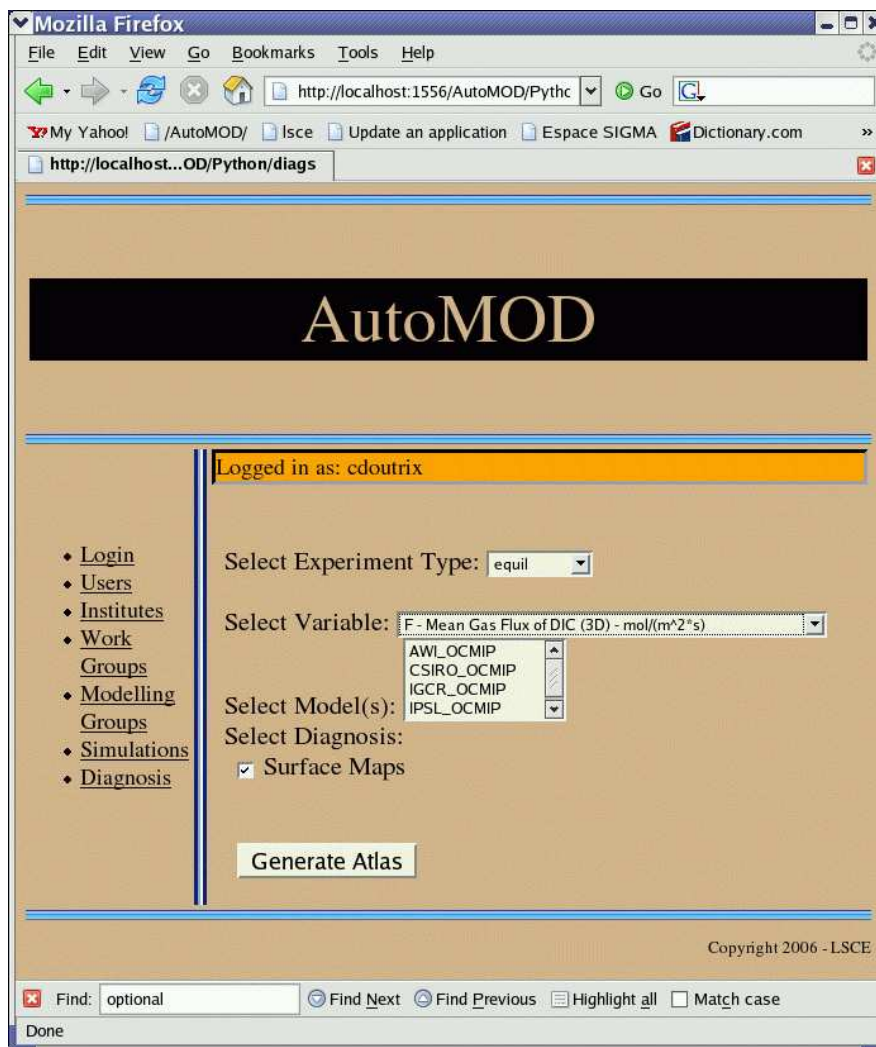 Mozilla Firefox
File Edit View Go Bookmarks Tools Help
http://localhost:1556/AutoMOD/Pythc Go G
My Yahoo! /AutoMOD/ lsce Update an application Espace SIGMA Dictionary.com »
http://localhost...OD/Python/diags
AutoMOD
Logged in as: cdoutrix
Login
Users
Institutes
Work
Groups
Modelling
Groups
Simulations
Diagnosis
Select Experiment Type: equil
Select Variable: F - Mean Gas Flux of DIC (3D) - mol/(m^2*s)
AWI_OCMIP
CSIRO_OCMIP
IGCR_OCMIP
Select Model(s): IPSL_OCMIP
Select Diagnosis:
Surface Maps
Generate Atlas
Copyright 2006 - LSCE
Find: optional Find Next Find Previous Highlight all Match case
Done